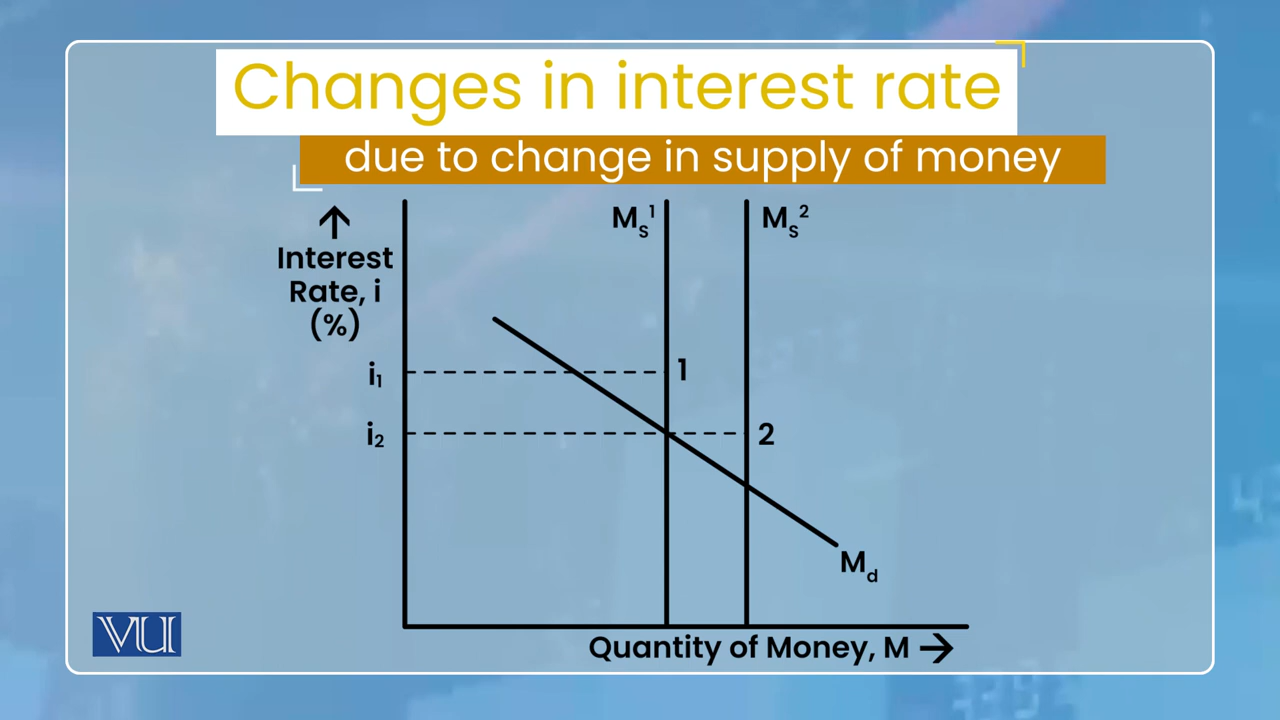 Changes in interest rate
due to change in supply of money
Interest
Rate, i
(%)
Mₛ¹
Mₛ²
i₁
1
i₂
2
M_d
Quantity of Money, M →
VU